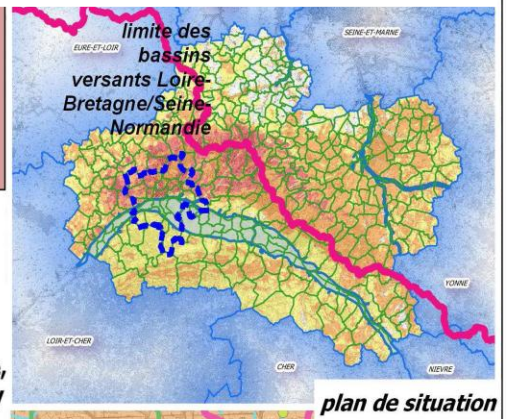 limite des
bassins
versants Loire-
Bretagne/Seine-
Normandie
EURE-ET-LOIR
SEINE-ET-MARNE
YONNE
LOIR-ET-CHER
CHER
NIEVRE
plan de situation